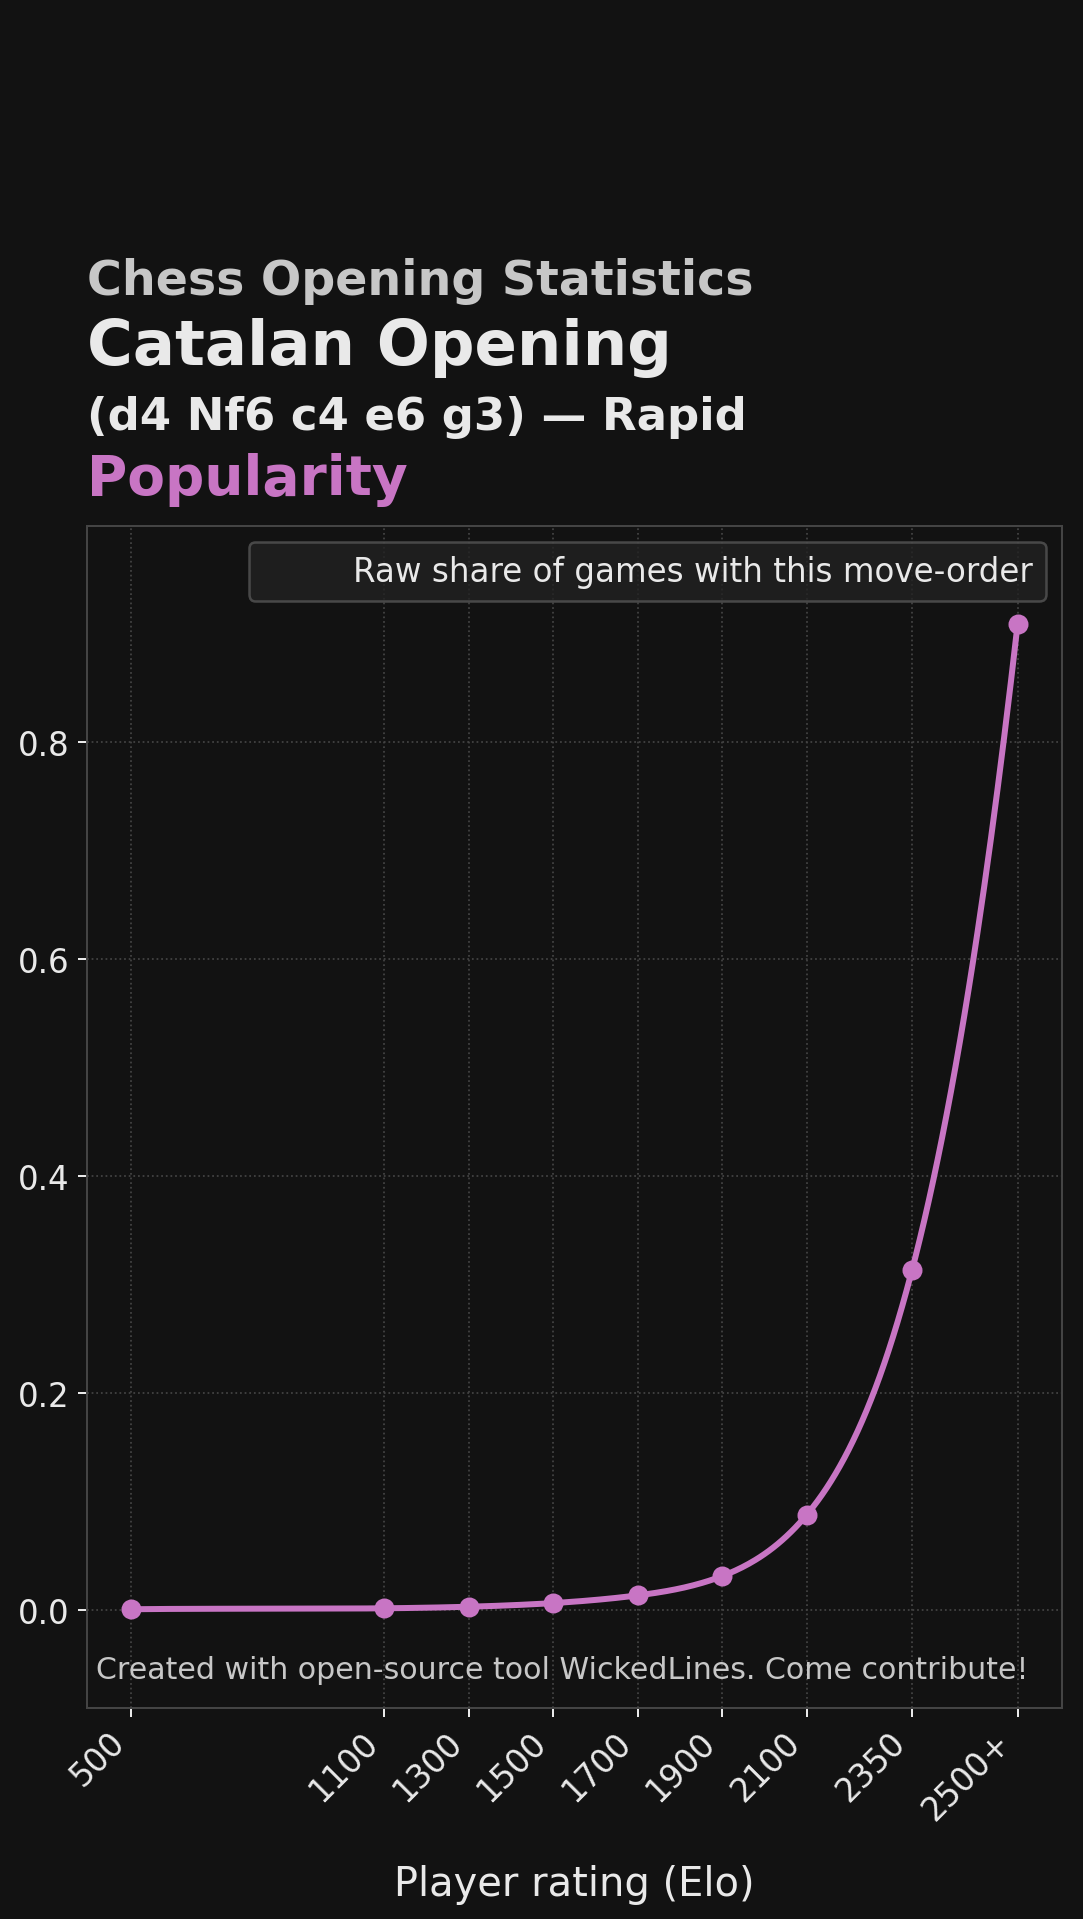 Chess Opening Statistics
Catalan Opening
(d4 Nf6 c4 e6 g3) — Rapid
Popularity
Raw share of games with this move-order
0.8
0.6
0.4
0.2
0.0
Created with open-source tool WickedLines. Come contribute!
500
1100
1300
1500
1700
1900
2100
2350
2500+
Player rating (Elo)